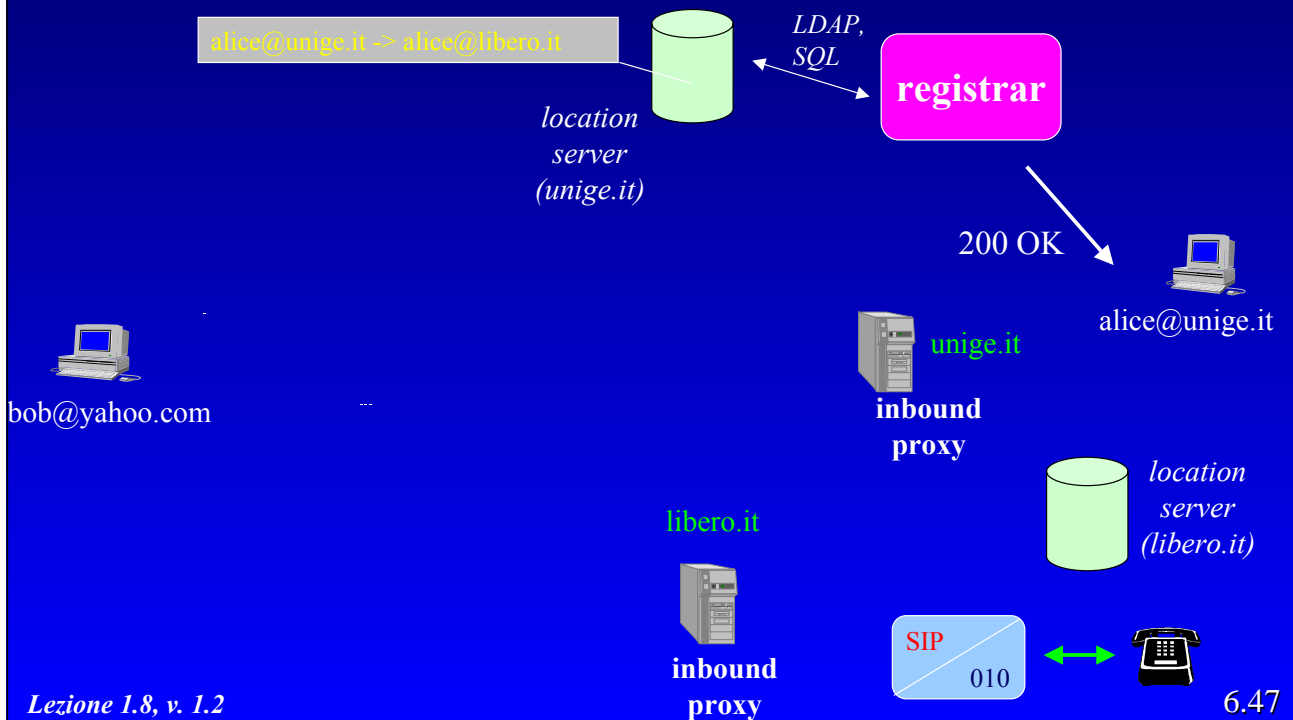 alice@unige.it -> alice@libero.it
LDAP,
SQL
registrar
location
server
(unige.it)
200 OK
alice@unige.it
unige.it
inbound
proxy
bob@yahoo.com
location
server
(libero.it)
libero.it
inbound
proxy
SIP
010
Lezione 1.8, v. 1.2
6.47